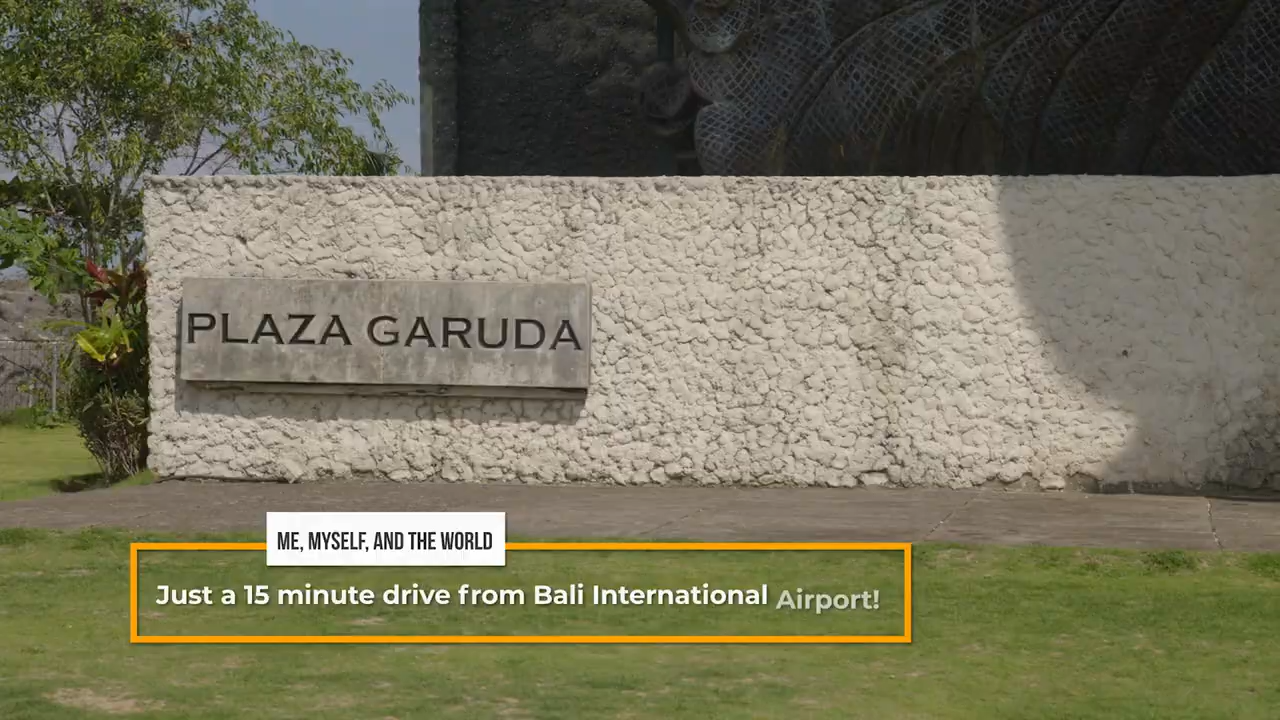 PLAZA GARUDA
ME, MYSELF, AND THE WORLD
Just a 15 minute drive from Bali International Airport!